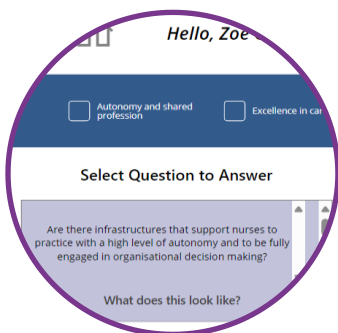 Hello, Zoe
Autonomy and shared
profession
Excellence in
Select Question to Answer
Are there infrastructures that support nurses to
practice with a high level of autonomy and to be fully
engaged in organisational decision making?
What does this look like?